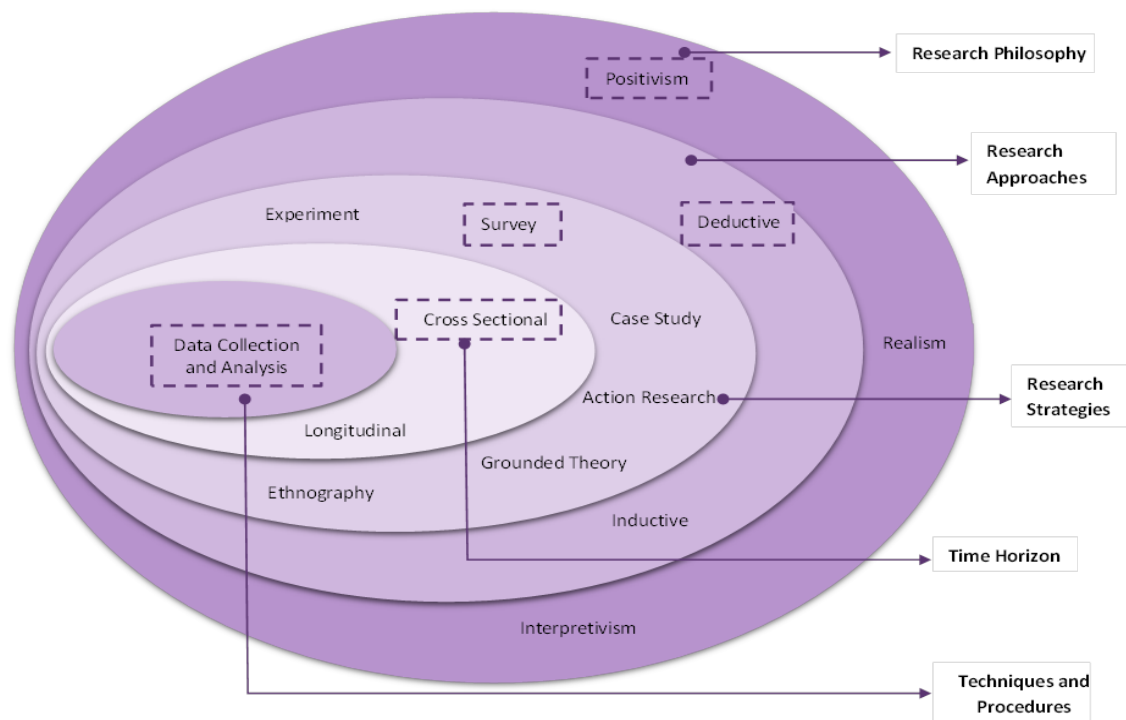 Research Philosophy
Positivism
Research
Approaches
Experiment
Survey
Deductive
Cross Sectional
Case Study
Data Collection
and Analysis
Realism
Action Research
Research
Strategies
Longitudinal
Grounded Theory
Ethnography
Inductive
Time Horizon
Interpretivism
Techniques and
Procedures